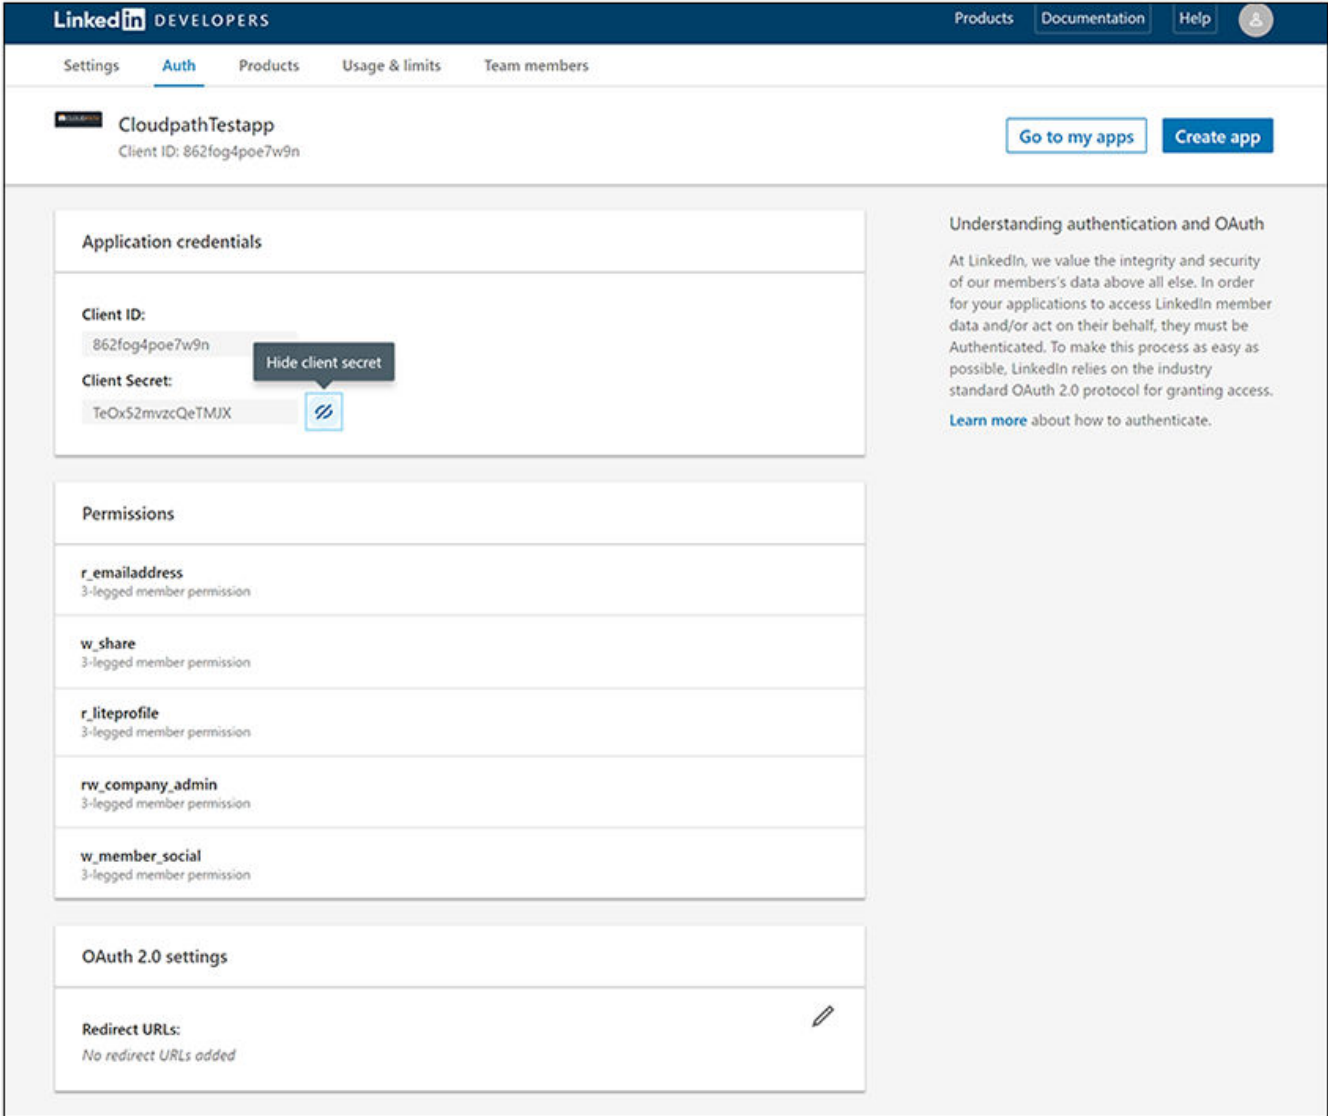 Linked in DEVELOPERS
Products Documentation Help
Settings Auth Products Usage & limits Team members
CloudpathTestapp
Client ID: 862fog4poe7w9n
Go to my apps Create app
Application credentials
Client ID:
862fog4poe7w9n
Hide client secret
Client Secret:
TeOx52mvzcQeTMJX
Permissions
r_emailaddress
3-legged member permission
w_share
3-legged member permission
r_liteprofile
3-legged member permission
rw_company_admin
3-legged member permission
w_member_social
3-legged member permission
OAuth 2.0 settings
Redirect URLs:
No redirect URLs added
Understanding authentication and OAuth
At LinkedIn, we value the integrity and security
of our members's data above all else. In order
for your applications to access LinkedIn member
data and/or act on their behalf, they must be
Authenticated. To make this process as easy as
possible, LinkedIn relies on the industry
standard OAuth 2.0 protocol for granting access.
Learn more about how to authenticate.